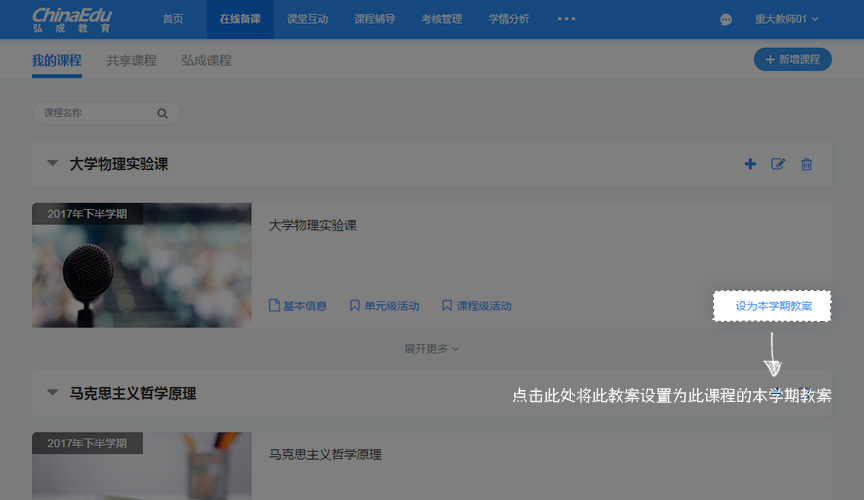 ChinaEdu
弘成教育
首页 在线备课 课堂互动 课程辅导 考核管理 学情分析 重大教师01
我的课程 共享课程 弘成课程 新增课程
课程名称
大学物理实验课
2017年下半学期
大学物理实验课
基本信息 单元级活动 课程级活动 设为本学期教案
展开更多
马克思主义哲学原理 点击此处将此教案设置为此课程的本学期教案
2017年下半学期
马克思主义哲学原理